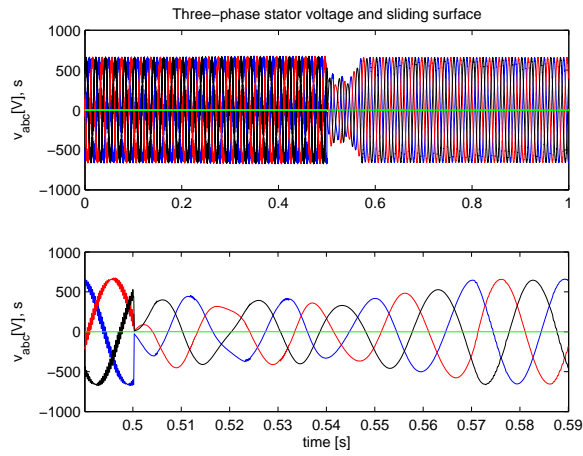 Three−phase stator voltage and sliding surface
v_abc[V], s
1000
500
0
−500
−1000
0 0.2 0.4 0.6 0.8 1
v_abc[V], s
1000
500
0
−500
−1000
0.5 0.51 0.52 0.53 0.54 0.55 0.56 0.57 0.58 0.59
time [s]